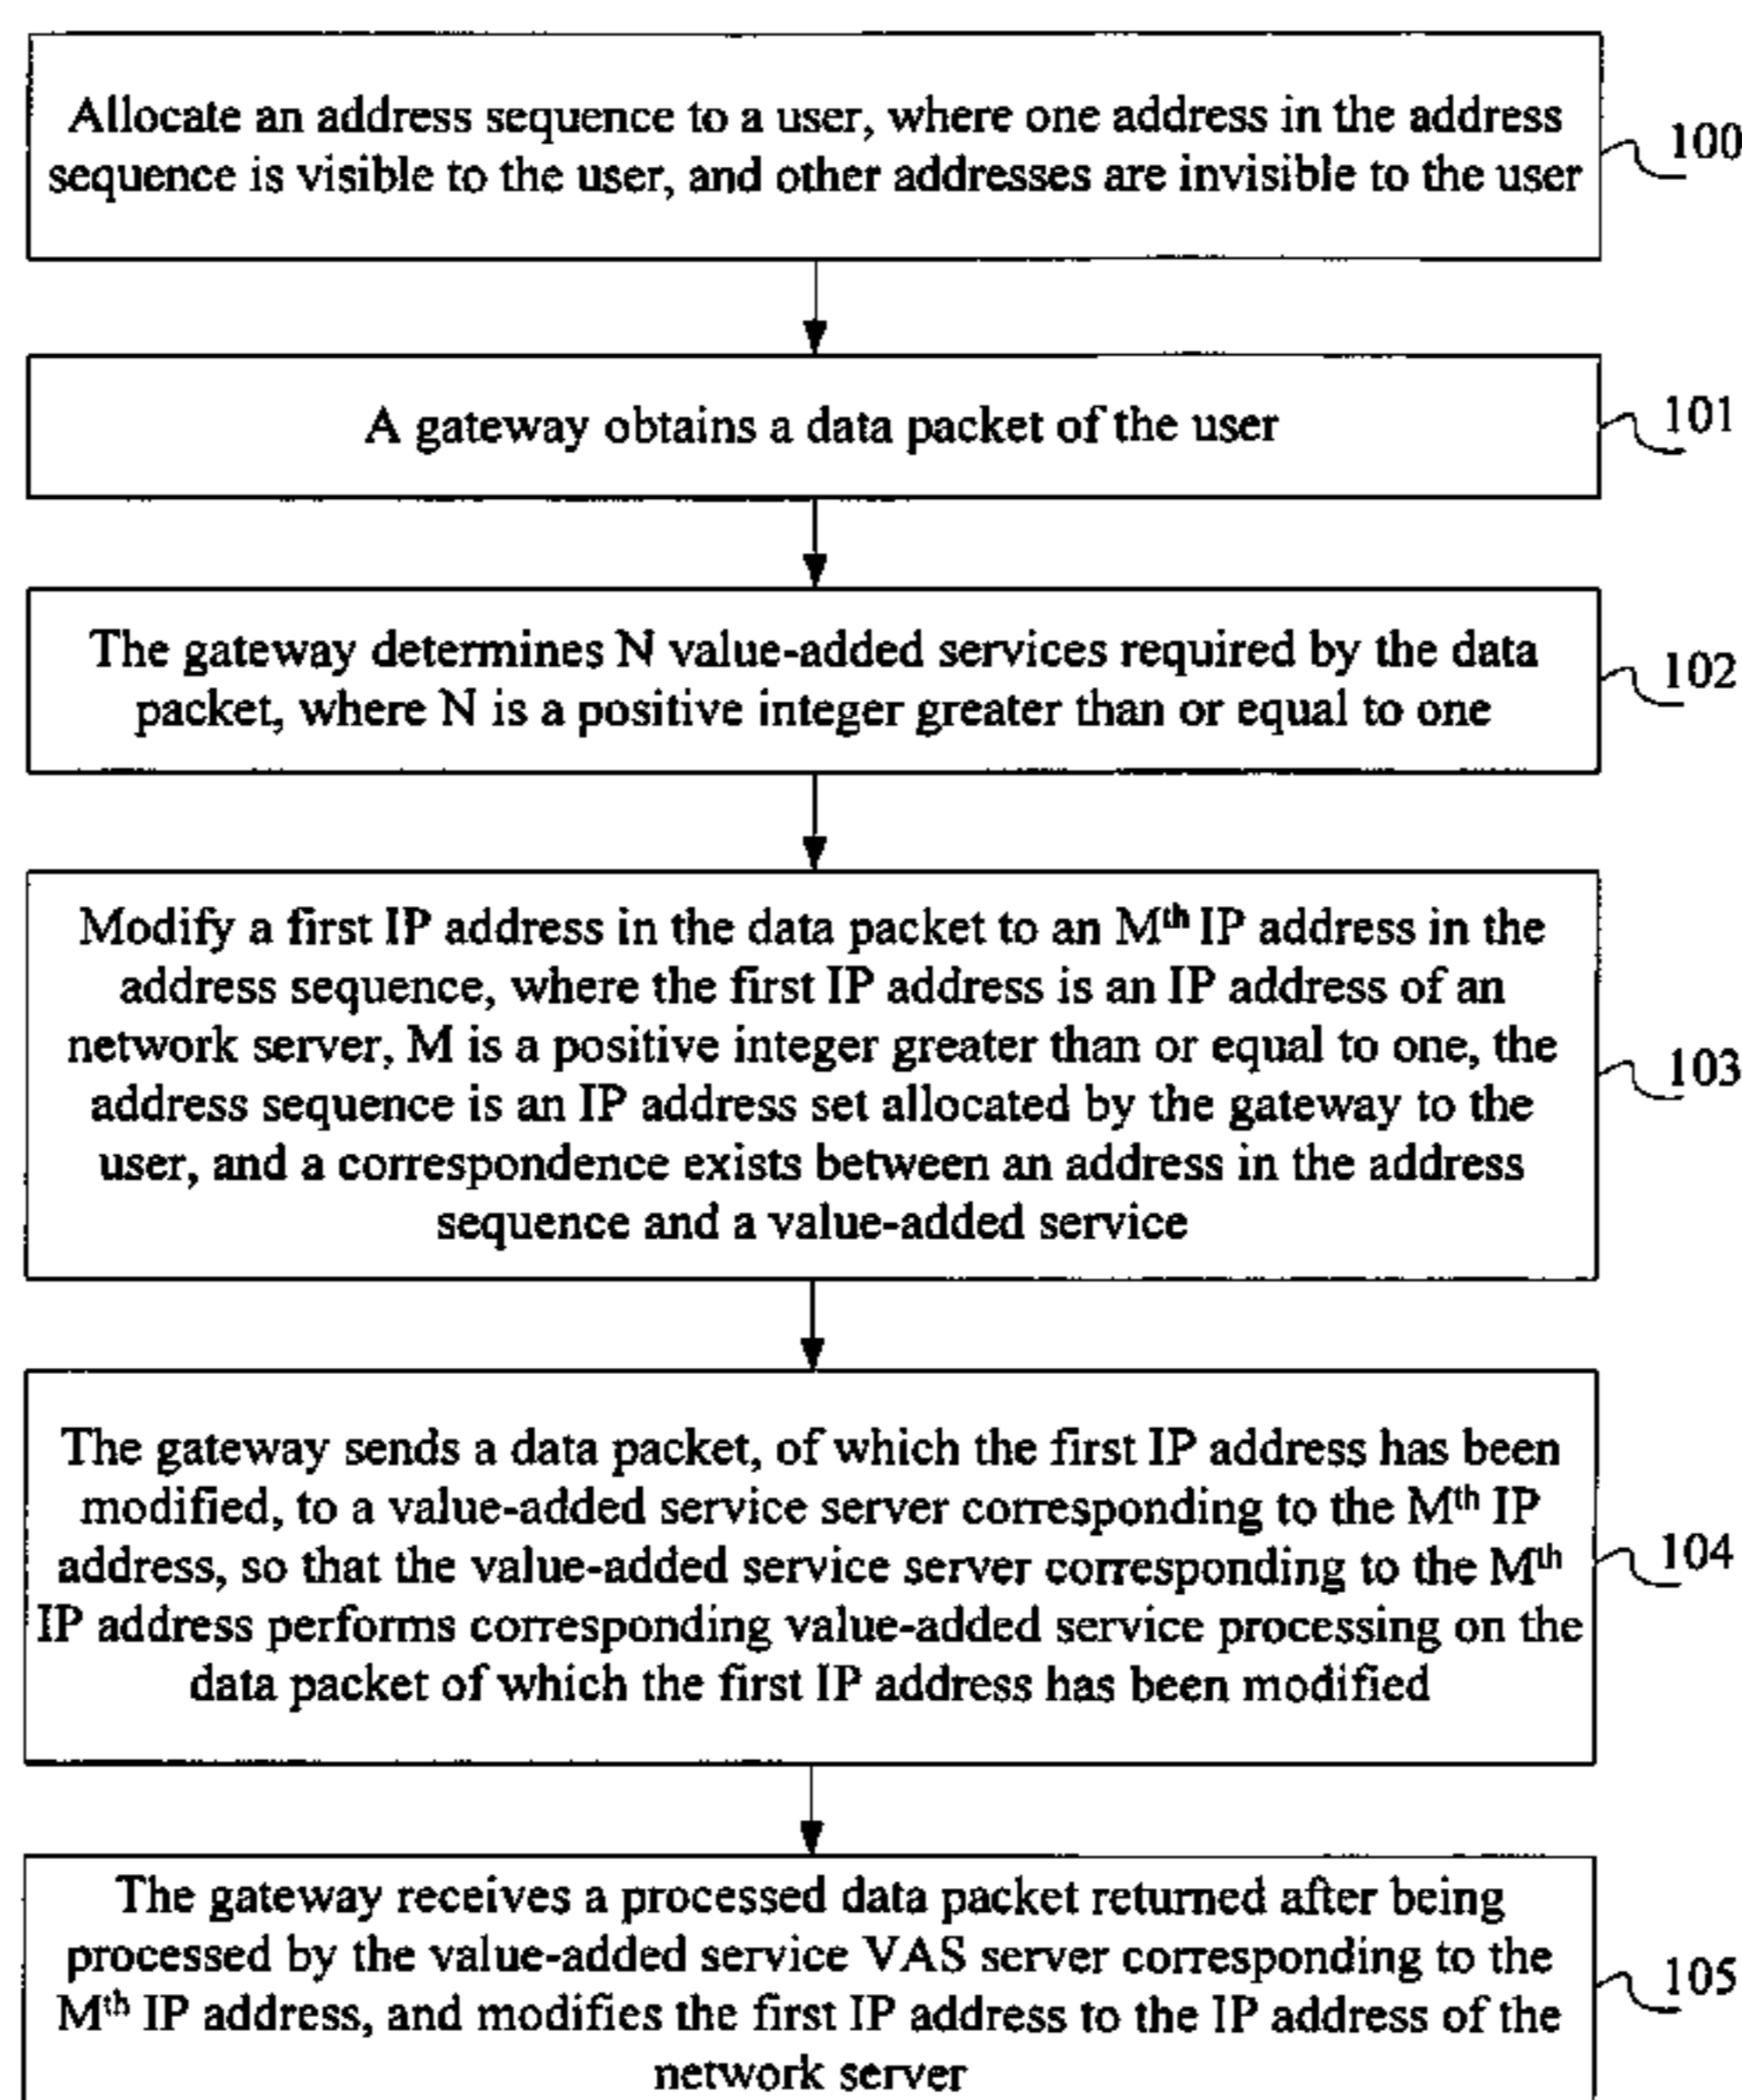 Allocate an address sequence to a user, where one address in the address
sequence is visible to the user, and other addresses are invisible to the user
100
A gateway obtains a data packet of the user
101
The gateway determines N value-added services required by the data
packet, where N is a positive integer greater than or equal to one
102
Modify a first IP address in the data packet to an Mth IP address in the
address sequence, where the first IP address is an IP address of an
network server, M is a positive integer greater than or equal to one, the
address sequence is an IP address set allocated by the gateway to the
user, and a correspondence exists between an address in the address
sequence and a value-added service
103
The gateway sends a data packet, of which the first IP address has been
modified, to a value-added service server corresponding to the Mth IP
address, so that the value-added service server corresponding to the Mth
IP address performs corresponding value-added service processing on the
data packet of which the first IP address has been modified
104
The gateway receives a processed data packet returned after being
processed by the value-added service VAS server corresponding to the
Mth IP address, and modifies the first IP address to the IP address of the
network server
105